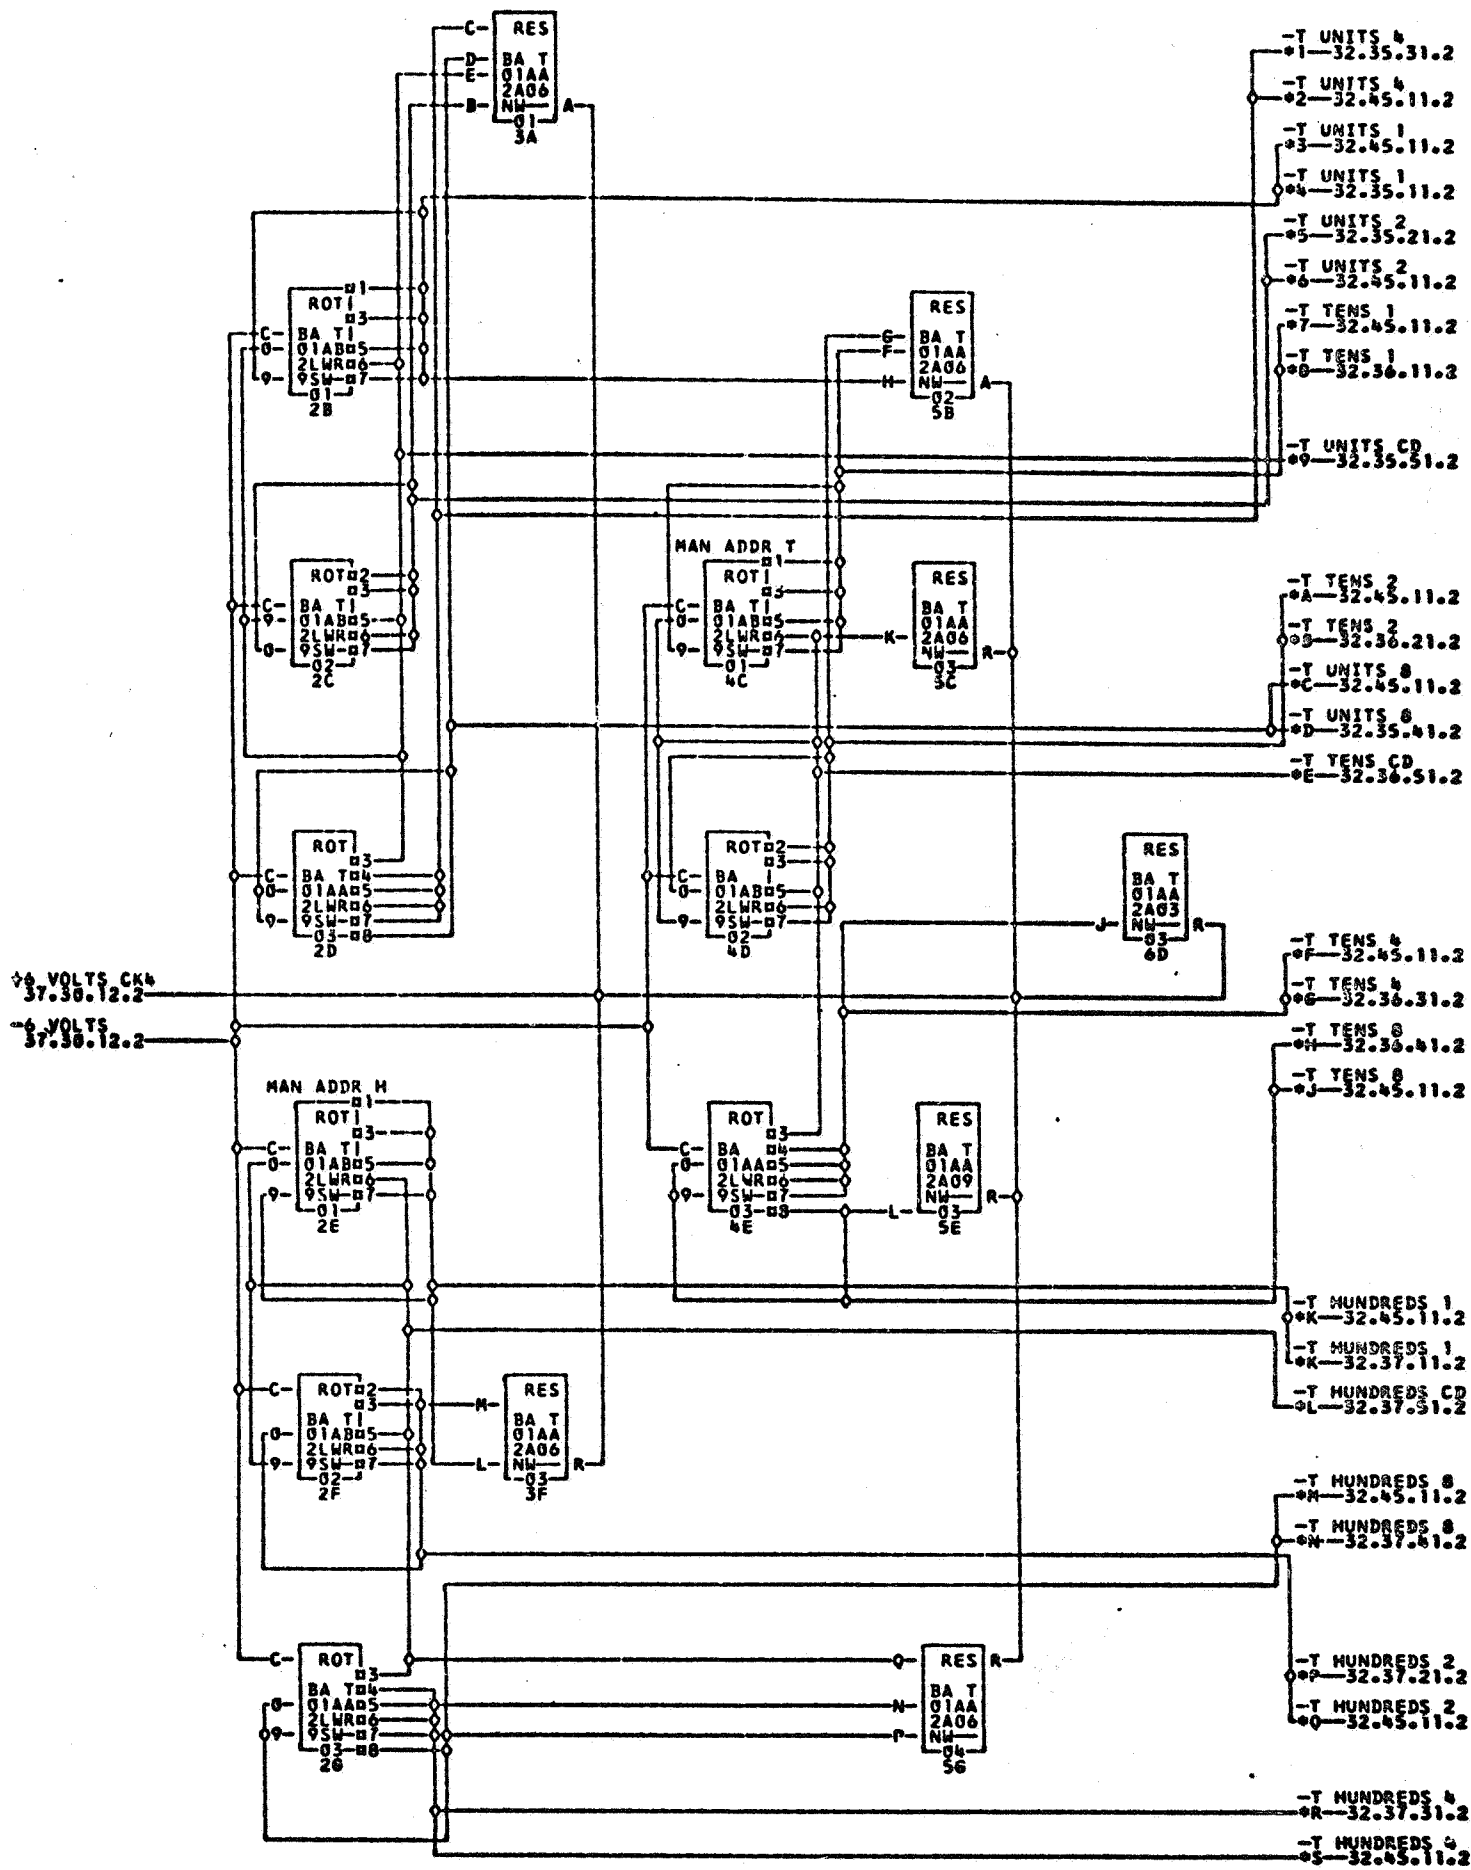 C- RES
D- BA T
E- 01AA
2A06
B- NW A
01
3A
-T UNITS 4
*1—32.35.31.2
-T UNITS 4
*2—32.45.11.2
-T UNITS 1
*3—32.45.11.2
-T UNITS 1
*4—32.35.11.2
-T UNITS 2
*5—32.35.21.2
-T UNITS 2
*6—32.45.11.2
-T TENS 1
*7—32.45.11.2
-T TENS 1
32.36.11.2
-T UNITS CD
*9—32.35.51.2
1
ROT
3
C- BA T
0- 01AB 5
2LWR 6
9- 9SW 7
01
2B
RES
G- BA T
F- 01AA
2A06
H- NW A
02
5B
ROT 2
3
C- BA T
9- 01AB 5
2LWR 6
0- 9SW 7
02
2C
MAN ADDR T
1
ROT
3
C- BA T
0- 01AB 5
2LWR 6
9- 9SW 7
01
4C
RES
BA T
01AA
K- 2A06
NW R
03
5C
-T TENS 2
*A—32.45.11.2
-T TENS 2
32.36.21.2
-T UNITS 8
*C—32.45.11.2
-T UNITS 8
*D—32.35.41.2
-T TENS CD
*E—32.36.51.2
ROT
3
C- BA T 4
0- 01AA 5
2LWR 6
9- 9SW 7
03 8
2D
ROT 2
3
C- BA
0- 01AB 5
2LWR 6
9- 9SW 7
02
4D
RES
BA T
01AA
2A03
J- NW R
03
6D
+6 VOLTS CK4
37.30.12.2
-6 VOLTS
37.30.12.2
-T TENS 4
*F—32.45.11.2
-T TENS 4
*G—32.36.31.2
-T TENS 8
*H—32.36.41.2
-T TENS 8
*J—32.45.11.2
MAN ADDR H
1
ROT
3
C- BA T
0- 01AB 5
2LWR 6
9- 9SW 7
01
2E
ROT
3
C- BA 4
0- 01AA 5
2LWR 6
9- 9SW 7
03 8
4E
RES
BA T
01AA
2A09
NW R
L- 03
5E
-T HUNDREDS 1
*K—32.45.11.2
-T HUNDREDS 1
*K—32.37.11.2
-T HUNDREDS CD
*L—32.37.51.2
C- ROT 2
3
BA T
0- 01AB 5
2LWR 6
9- 9SW 7
02
2F
RES
M-
BA T
01AA
2A06
L- NW R
03
3F
-T HUNDREDS 8
*M—32.45.11.2
-T HUNDREDS 8
*N—32.37.41.2
C- ROT
3
BA T 4
0- 01AA 5
2LWR 6
9- 9SW 7
03 8
2G
Q- RES R
BA T
N- 01AA
2A06
P- NW
04
5G
-T HUNDREDS 2
*P—32.37.21.2
-T HUNDREDS 2
*Q—32.45.11.2
-T HUNDREDS 4
*R—32.37.31.2
-T HUNDREDS 4
*S—32.45.11.2